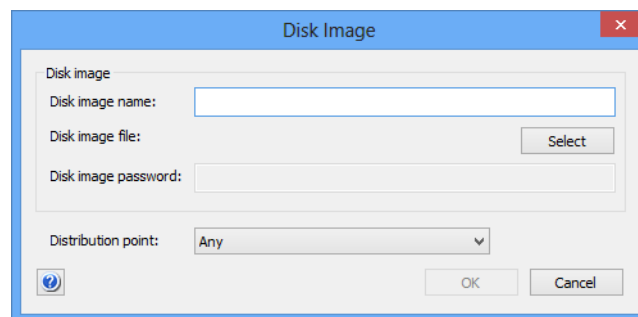 Disk Image
Disk image
Disk image name:
Disk image file: Select
Disk image password:
Distribution point: Any
OK Cancel